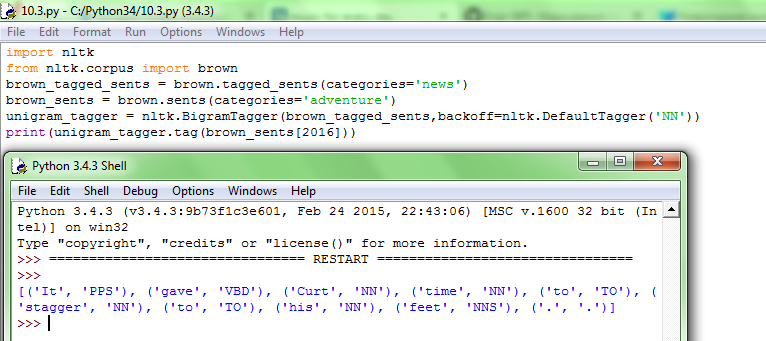 10.3.py - C:/Python34/10.3.py (3.4.3)
File Edit Format Run Options Windows Help
import nltk
from nltk.corpus import brown
brown_tagged_sents = brown.tagged_sents(categories='news')
brown_sents = brown.sents(categories='adventure')
unigram_tagger = nltk.BigramTagger(brown_tagged_sents,backoff=nltk.DefaultTagger('NN'))
print(unigram_tagger.tag(brown_sents[2016]))
Python 3.4.3 Shell
File Edit Shell Debug Options Windows Help
Python 3.4.3 (v3.4.3:9b73f1c3e601, Feb 24 2015, 22:43:06) [MSC v.1600 32 bit (In
tel)] on win32
Type "copyright", "credits" or "license()" for more information.
>>> ================================ RESTART ================================
>>>
[('It', 'PPS'), ('gave', 'VBD'), ('Curt', 'NN'), ('time', 'NN'), ('to', 'TO'), (
'stagger', 'NN'), ('to', 'TO'), ('his', 'NN'), ('feet', 'NNS'), ('.', '.')]
>>>